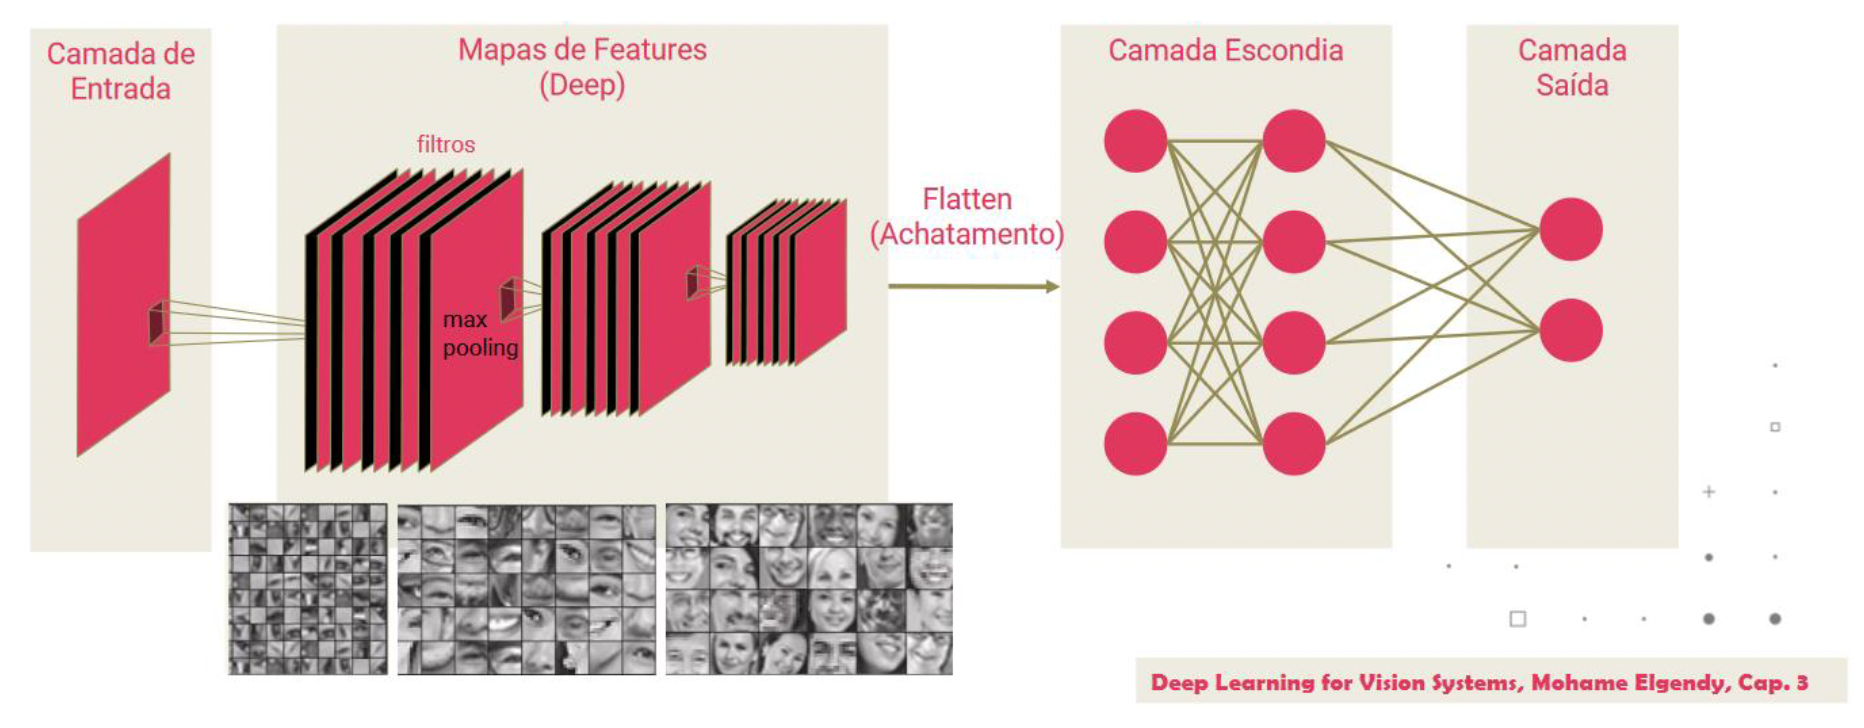 Camada de
Entrada
Mapas de Features
(Deep)
filtros
max
pooling
Flatten
(Achatamento)
Camada Escondia
Camada
Saída
Deep Learning for Vision Systems, Mohame Elgendy, Cap. 3